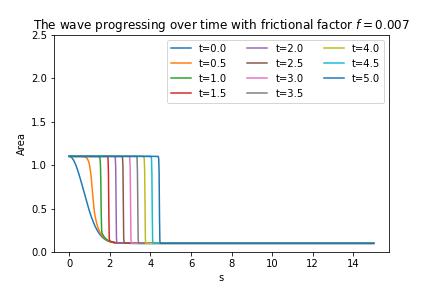 The wave progressing over time with frictional factor f = 0.007
2.5
2.0
1.5
1.0
0.5
0.0
Area
t=0.0 t=2.0 t=4.0
t=0.5 t=2.5 t=4.5
t=1.0 t=3.0 t=5.0
t=1.5 t=3.5
0 2 4 6 8 10 12 14
s